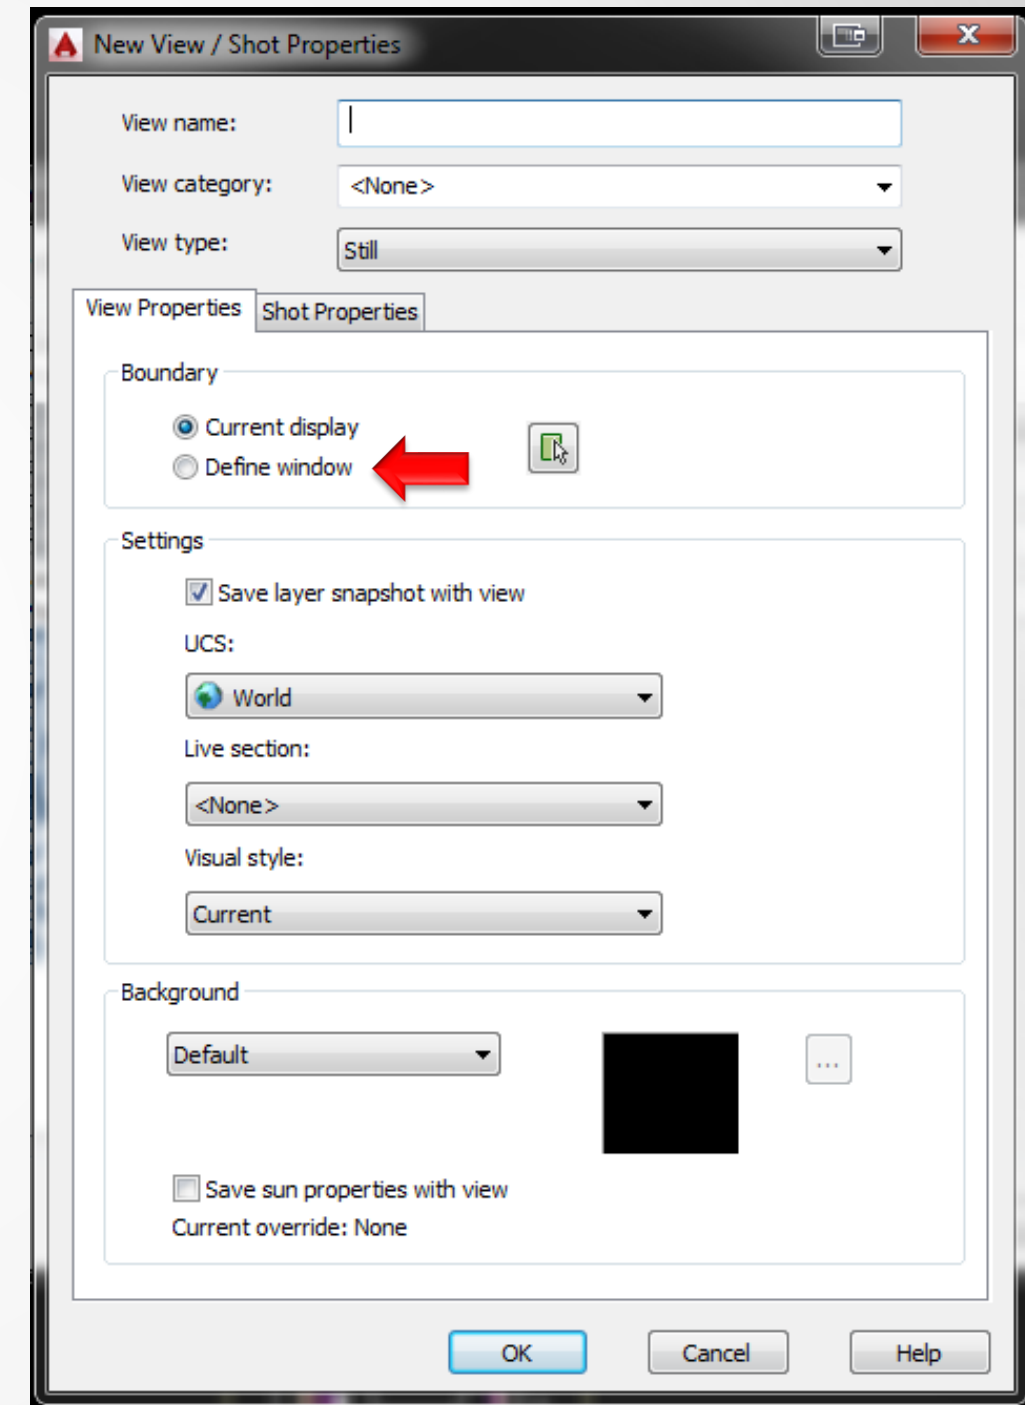 New View / Shot Properties
View name:
View category: <None>
View type: Still
View Properties Shot Properties
Boundary
Current display
Define window
Settings
Save layer snapshot with view
UCS:
World
Live section:
<None>
Visual style:
Current
Background
Default ...
Save sun properties with view
Current override: None
OK Cancel Help